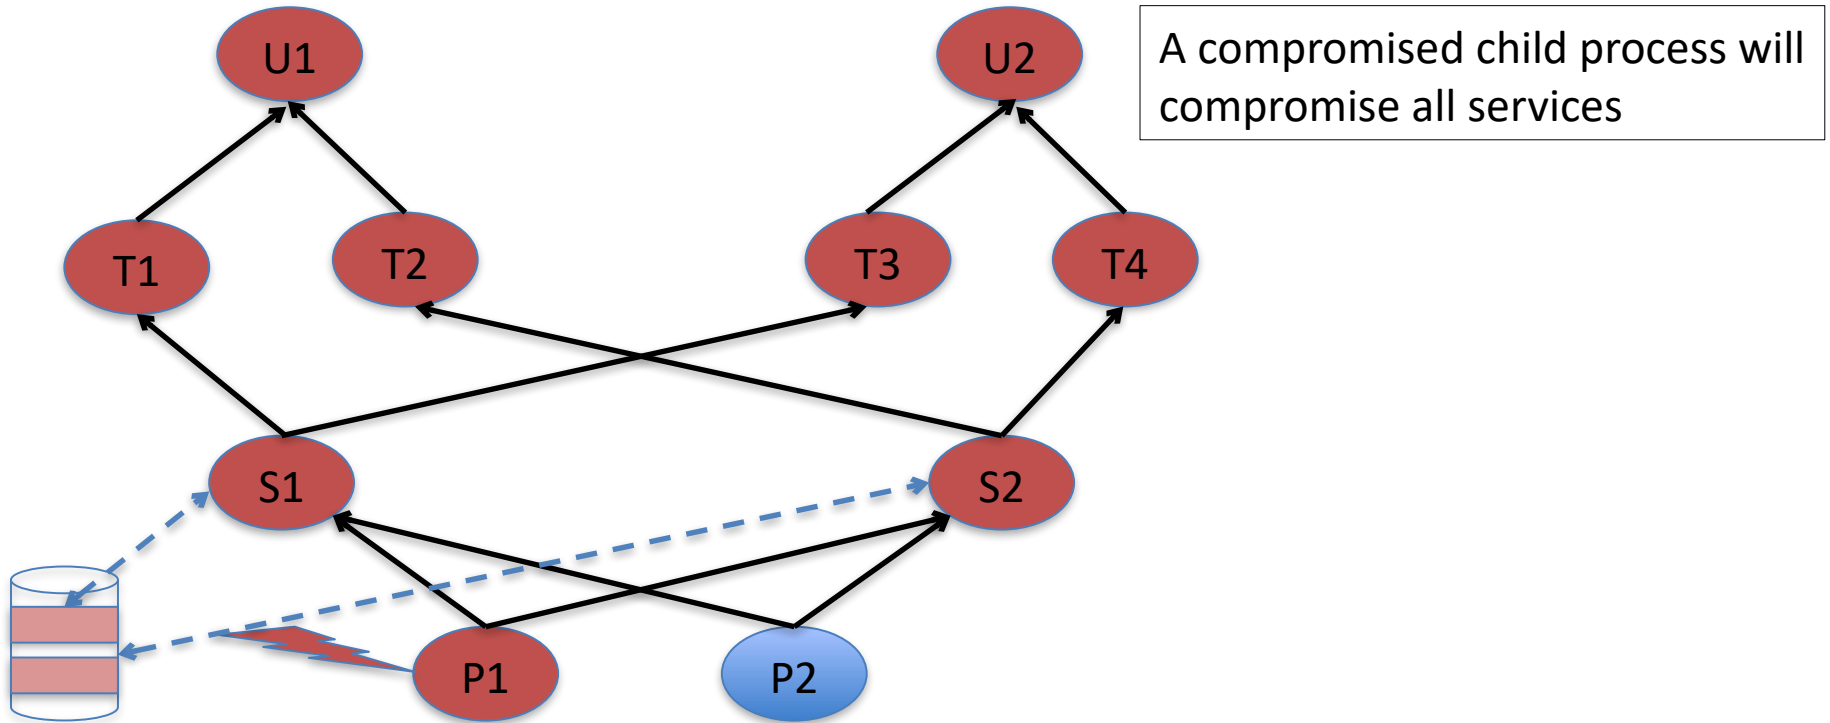 U1
U2
A compromised child process will
compromise all services
T1
T2
T3
T4
S1
S2
P1
P2